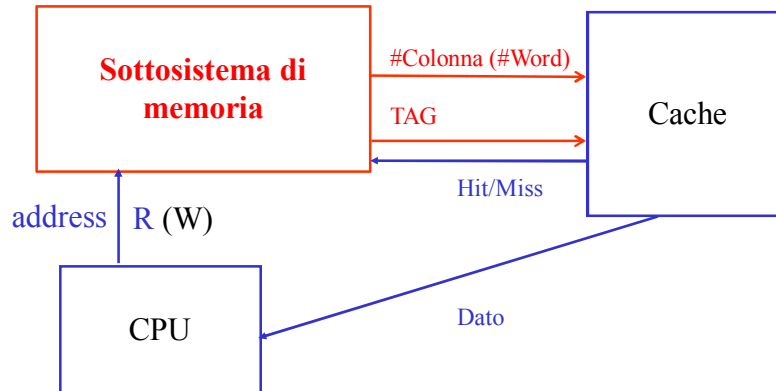 Sottosistema di
memoria
#Colonna (#Word)
TAG
Cache
Hit/Miss
address R (W)
CPU
Dato